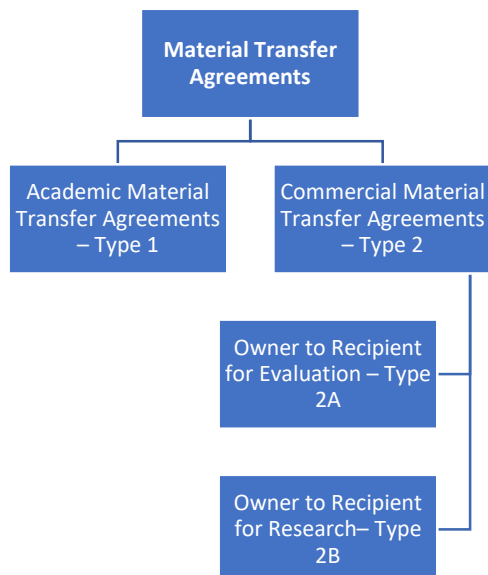 Material Transfer
Agreements
Academic Material
Transfer Agreements
– Type 1
Commercial Material
Transfer Agreements
– Type 2
Owner to Recipient
for Evaluation – Type
2A
Owner to Recipient
for Research– Type
2B